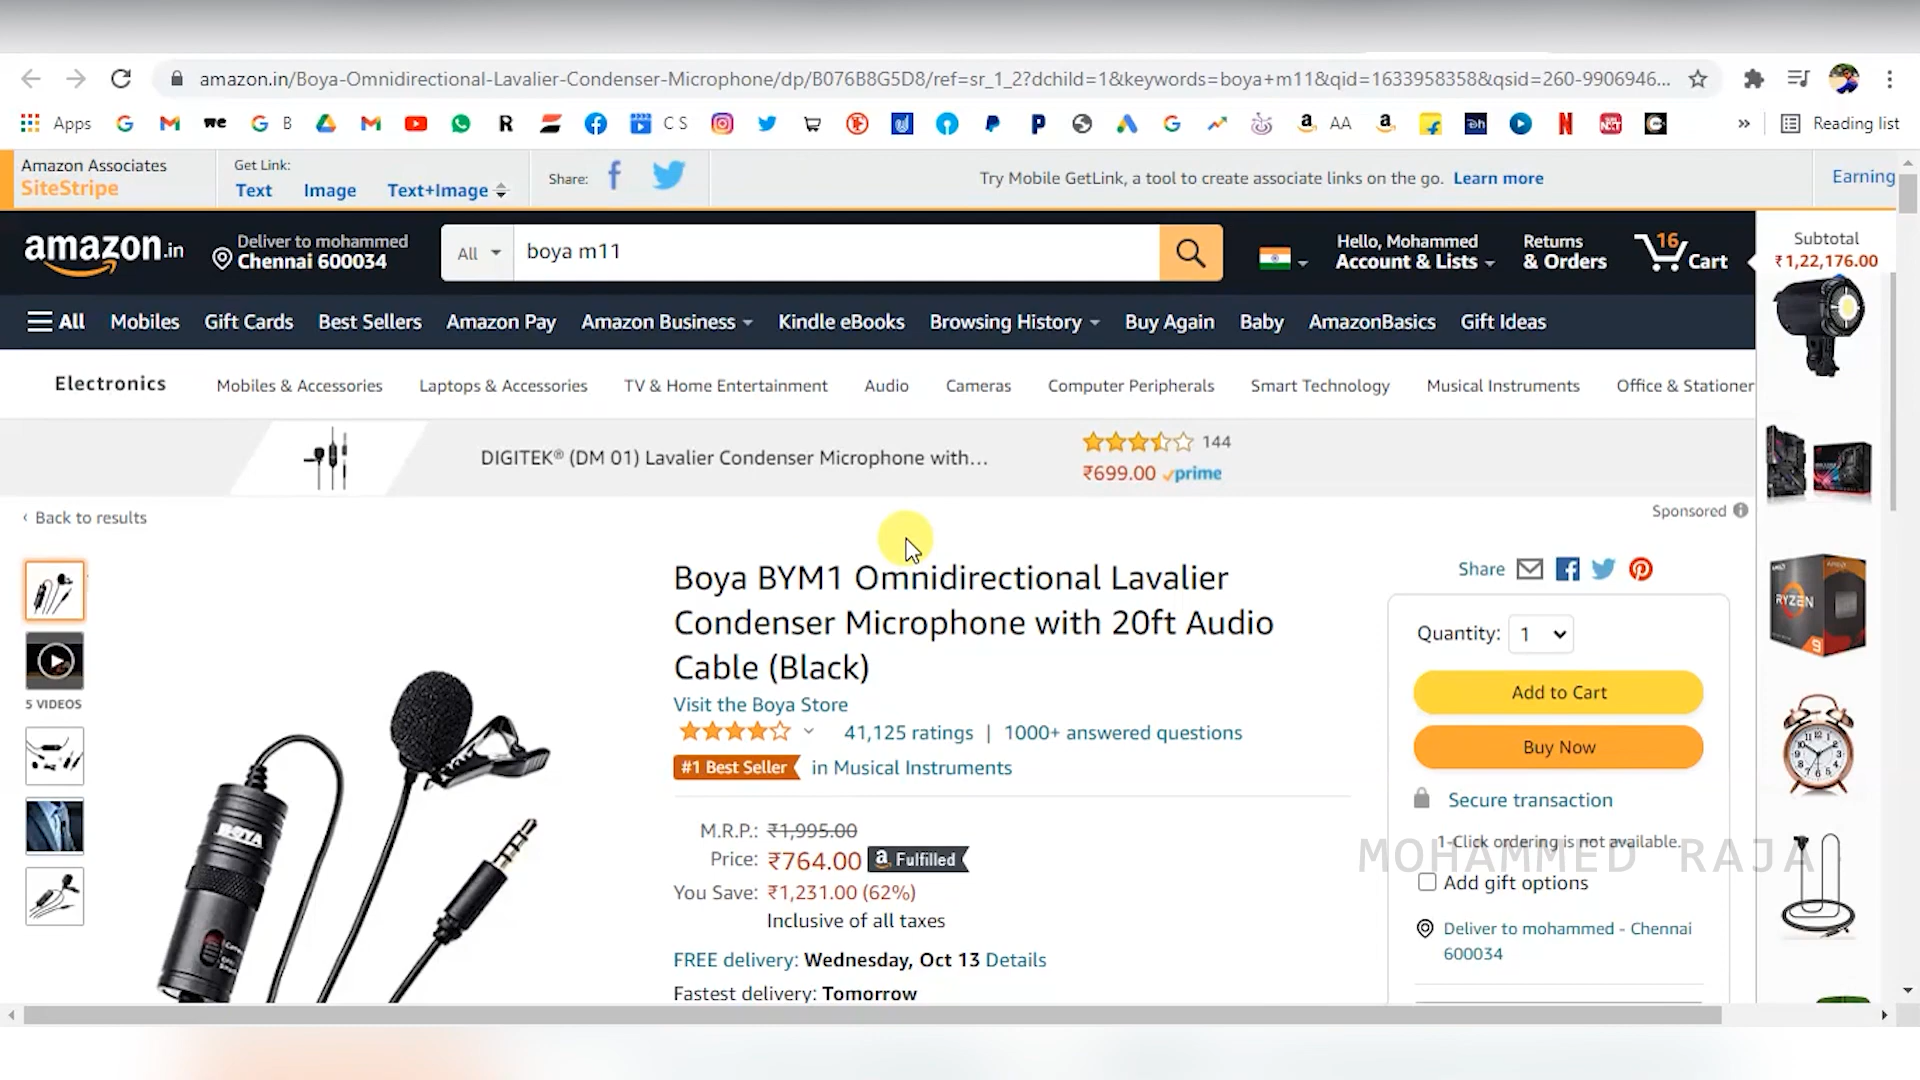 amazon.in/Boya-Omnidirectional-Lavalier-Condenser-Microphone/dp/B076B8G5D8/ref=sr_1_2?dchild=1&keywords=boya+m11&qid=1633958358&qsid=260-9906946...
Apps
we
G B
C S
AA
»
Reading list
Amazon Associates
SiteStripe
Get Link:
Text Image Text+Image
Share:
Try Mobile GetLink, a tool to create associate links on the go. Learn more
Earning
amazon.in
Deliver to mohammed
Chennai 600034
All
boya m11
Hello, Mohammed
Account & Lists
Returns
& Orders
16
Cart
Subtotal
₹1,22,176.00
All Mobiles Gift Cards Best Sellers Amazon Pay Amazon Business Kindle eBooks Browsing History Buy Again Baby AmazonBasics Gift Ideas
Electronics Mobiles & Accessories Laptops & Accessories TV & Home Entertainment Audio Cameras Computer Peripherals Smart Technology Musical Instruments Office & Stationer
DIGITEK® (DM 01) Lavalier Condenser Microphone with...
144
₹699.00 prime
‹ Back to results
Sponsored
Boya BYM1 Omnidirectional Lavalier
Condenser Microphone with 20ft Audio
Cable (Black)
Visit the Boya Store
41,125 ratings | 1000+ answered questions
#1 Best Seller in Musical Instruments
M.R.P.: ₹1,995.00
Price: ₹764.00 a Fulfilled
You Save: ₹1,231.00 (62%)
Inclusive of all taxes
FREE delivery: Wednesday, Oct 13 Details
Fastest delivery: Tomorrow
5 VIDEOS
BOYA
Share
Quantity: 1
Add to Cart
Buy Now
Secure transaction
1-Click ordering is not available.
MOHAMMED RAJA
Add gift options
Deliver to mohammed - Chennai
600034
RYZEN
9